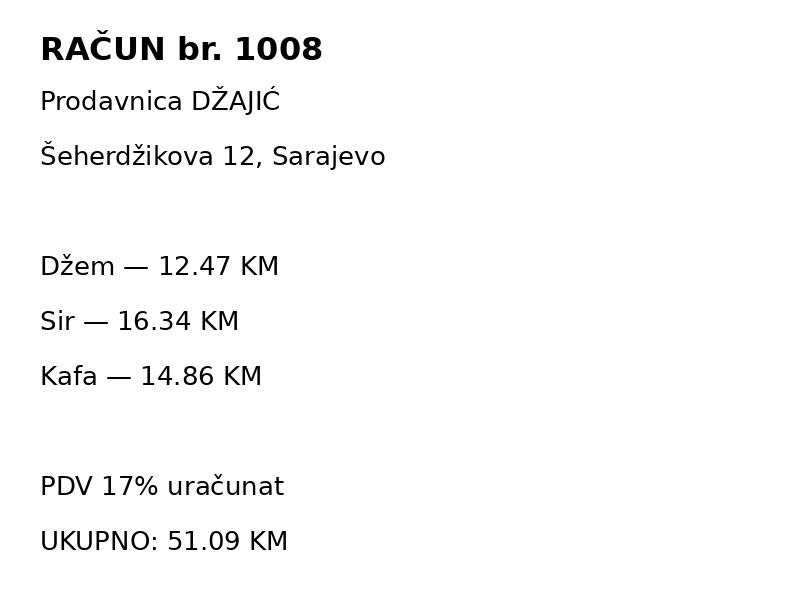 RAČUN br. 1008
Prodavnica DŽAJIĆ
Šeherdžikova 12, Sarajevo
Džem — 12.47 KM
Sir — 16.34 KM
Kafa — 14.86 KM
PDV 17% uračunat
UKUPNO: 51.09 KM